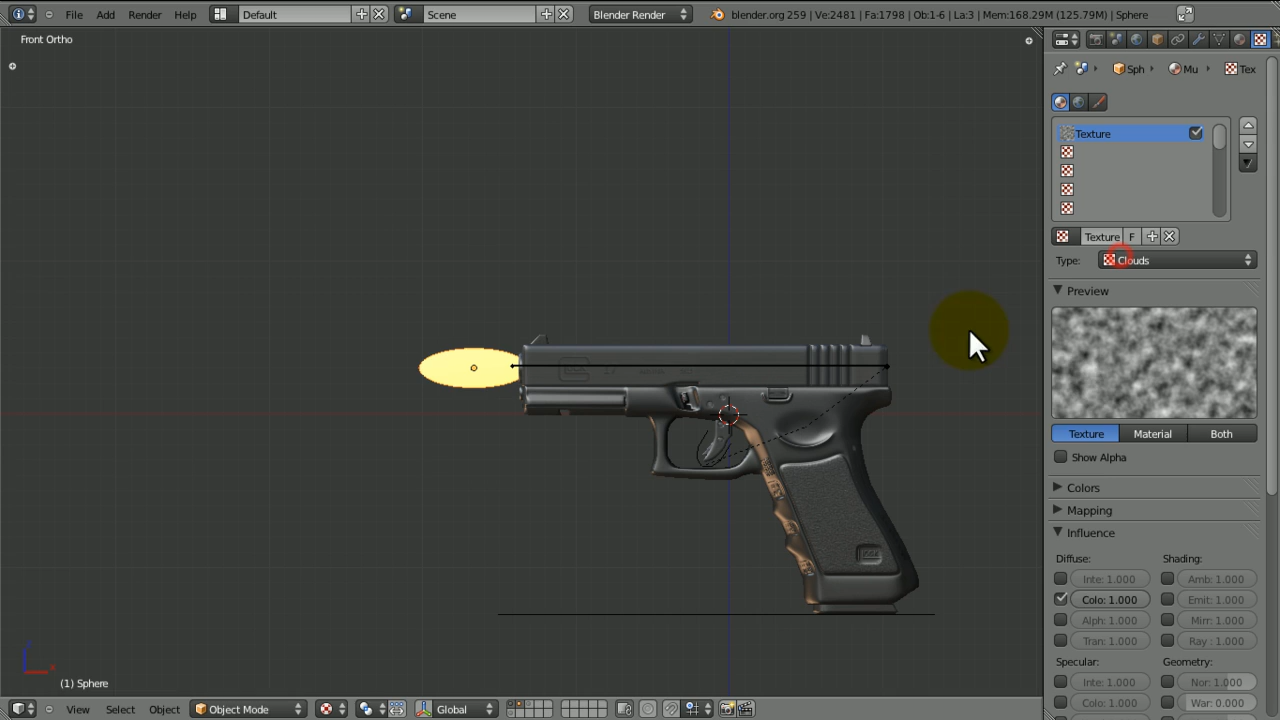 File Add Render Help Default Scene Blender Render blender.org 259 | Ve:2481 | Fa:1798 | Ob:1-6 | La:3 | Mem:168.29M (125.79M) | Sphere
Front Ortho
Sph Mu Tex
Texture
Texture F
Type: Clouds
Preview
Texture Material Both
Show Alpha
Colors
Mapping
Influence
Diffuse: Shading:
Inte: 1.000 Amb: 1.000
Colo: 1.000 Emit: 1.000
Alph: 1.000 Mirr: 1.000
Tran: 1.000 Ray : 1.000
Specular: Geometry:
Inte: 1.000 Nor: 1.000
Colo: 1.000 War: 0.000
(1) Sphere
View Select Object Object Mode Global